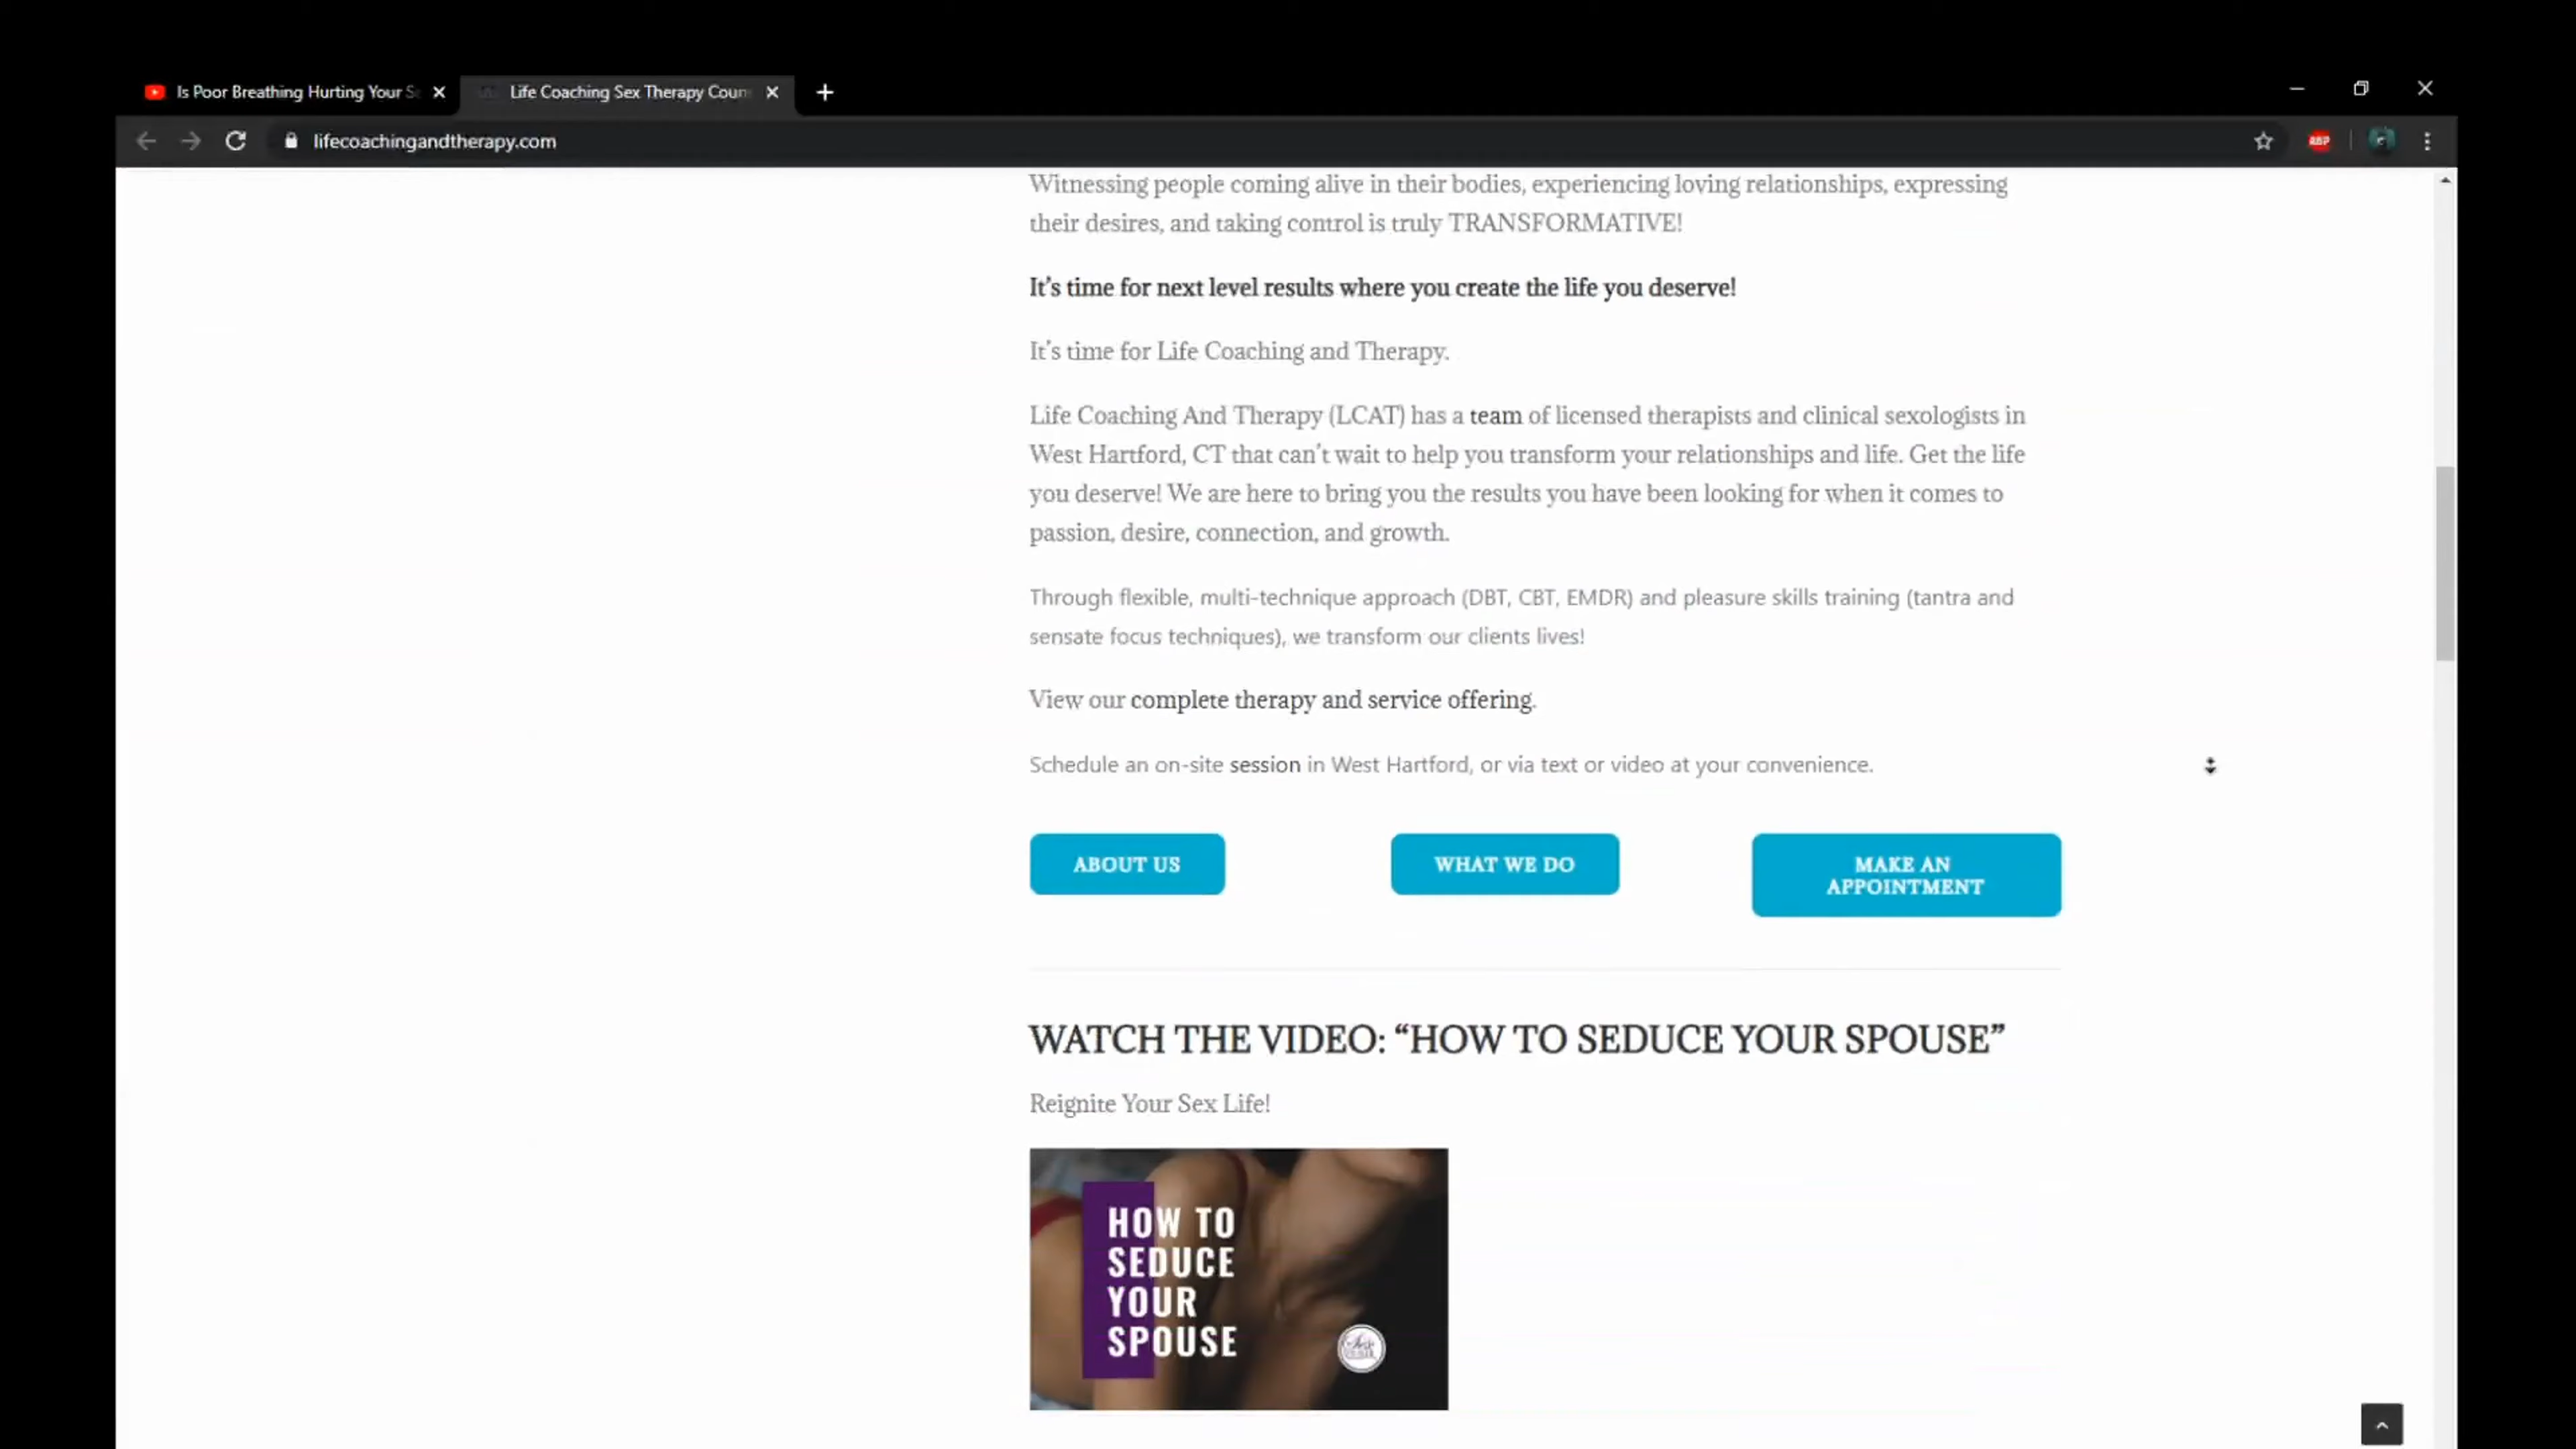 Is Poor Breathing Hurting Your S
Life Coaching Sex Therapy Coun
lifecoachingandtherapy.com
ABP
Witnessing people coming alive in their bodies, experiencing loving relationships, expressing
their desires, and taking control is truly TRANSFORMATIVE!
It's time for next level results where you create the life you deserve!
It's time for Life Coaching and Therapy.
Life Coaching And Therapy (LCAT) has a team of licensed therapists and clinical sexologists in
West Hartford, CT that can't wait to help you transform your relationships and life. Get the life
you deserve! We are here to bring you the results you have been looking for when it comes to
passion, desire, connection, and growth.
Through flexible, multi-technique approach (DBT, CBT, EMDR) and pleasure skills training (tantra and
sensate focus techniques), we transform our clients lives!
View our complete therapy and service offering.
Schedule an on-site session in West Hartford, or via text or video at your convenience.
ABOUT US
WHAT WE DO
MAKE AN
APPOINTMENT
WATCH THE VIDEO: “HOW TO SEDUCE YOUR SPOUSE”
Reignite Your Sex Life!
HOW TO
SEDUCE
YOUR
SPOUSE